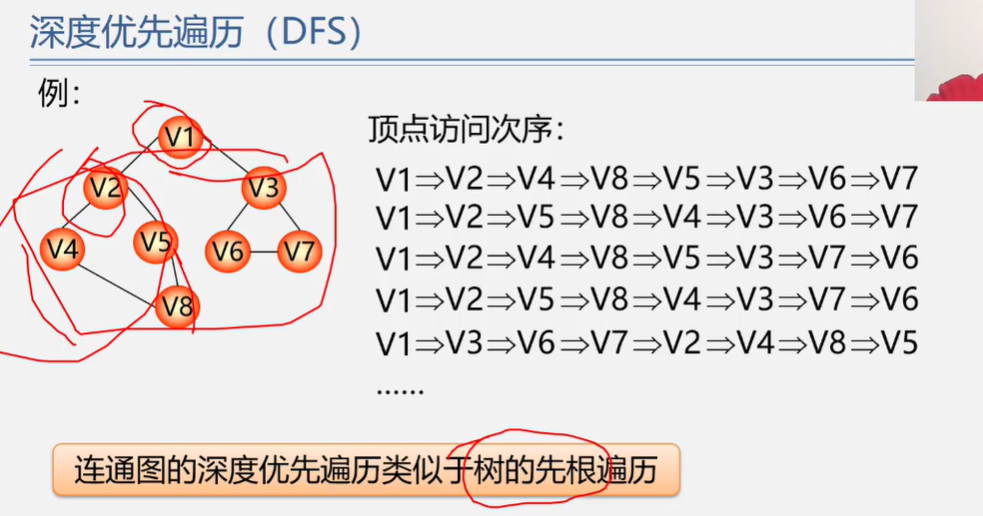 深度优先遍历（DFS）
例：
V1
V2
V3
V4
V5
V6
V7
V8
顶点访问次序：
V1⇒V2⇒V4⇒V8⇒V5⇒V3⇒V6⇒V7
V1⇒V2⇒V5⇒V8⇒V4⇒V3⇒V6⇒V7
V1⇒V2⇒V4⇒V8⇒V5⇒V3⇒V7⇒V6
V1⇒V2⇒V5⇒V8⇒V4⇒V3⇒V7⇒V6
V1⇒V3⇒V6⇒V7⇒V2⇒V4⇒V8⇒V5
……
连通图的深度优先遍历类似于树的先根遍历